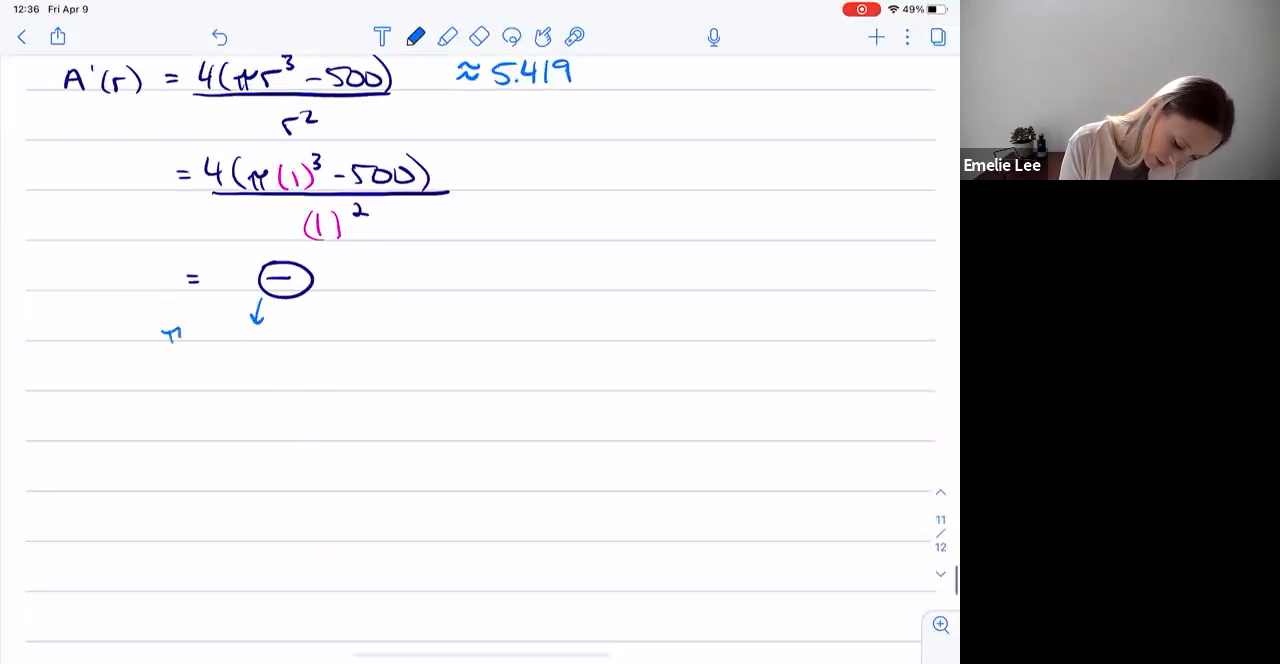 12:36 Fri Apr 9
49%
T
A'(r) = 4(πr³ - 500) / r² ≈ 5.419
= 4(π(1)³ - 500) / (1)²
= -
Emelie Lee
11
/
12